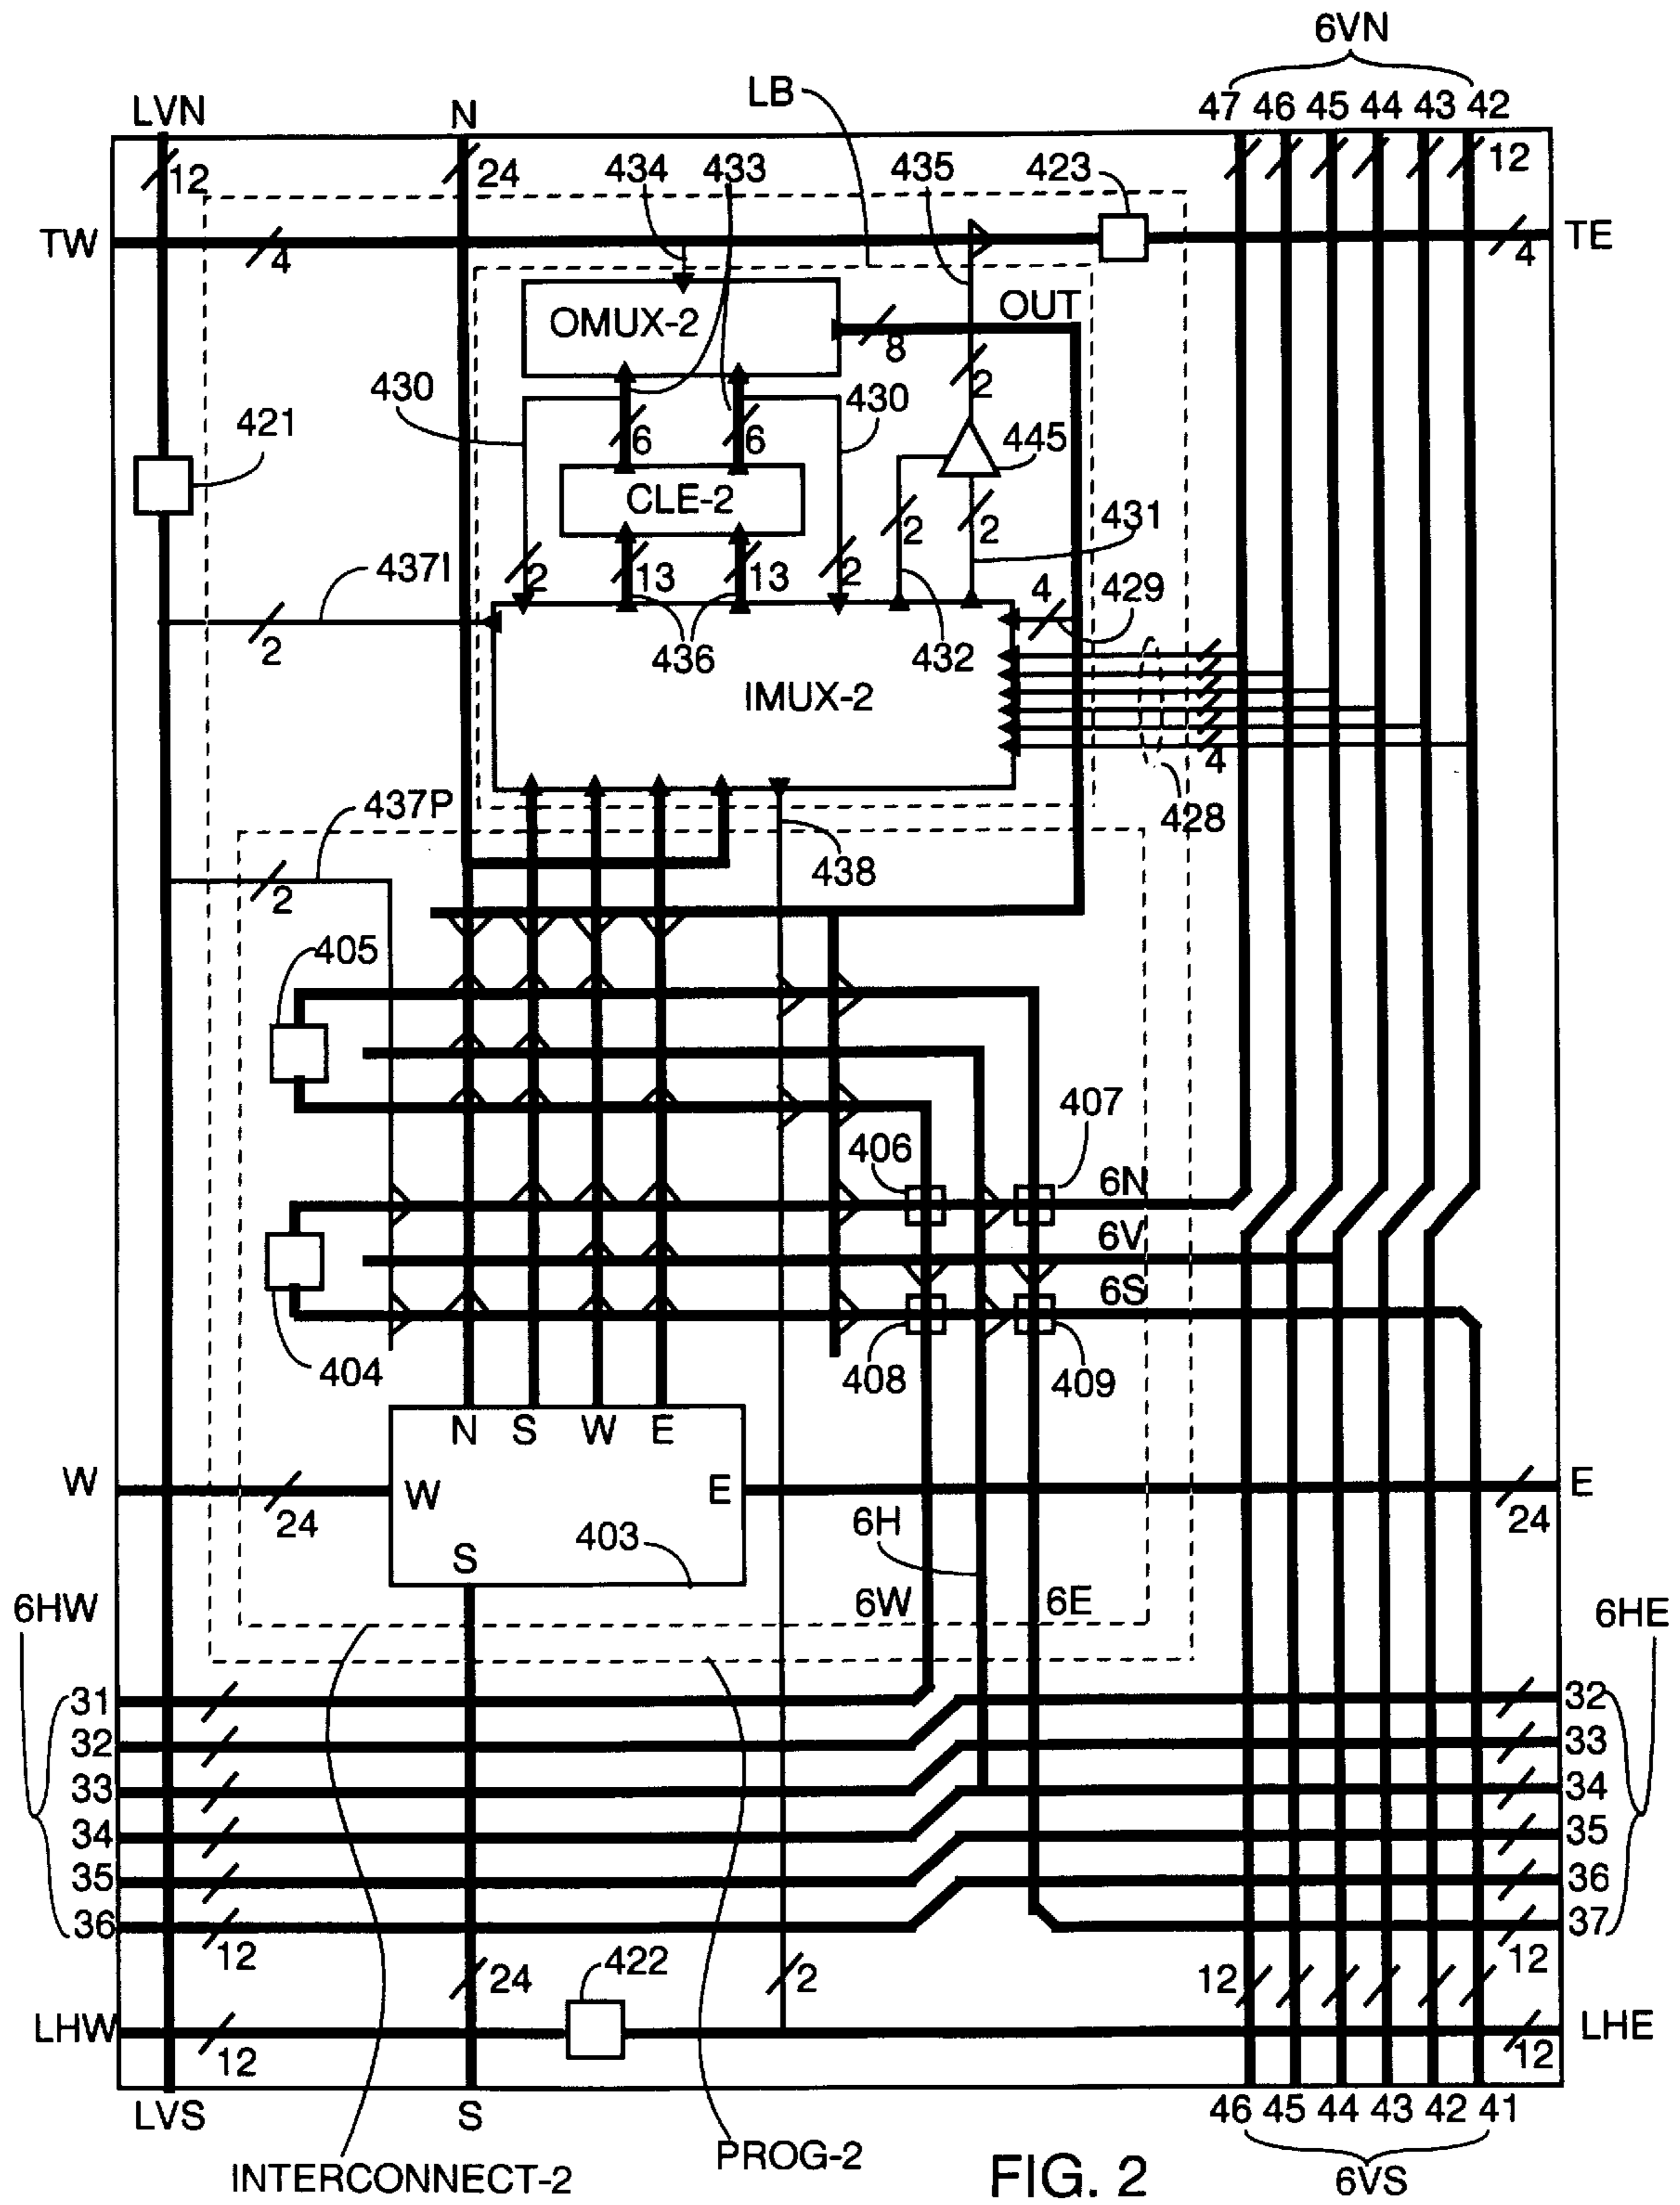 6VN
LB
LVN
N
47 46 45 44 43 42
12
24
434
433
435
423
12
TW
4
4
TE
OMUX-2
OUT
8
430
2
430
421
6
6
445
CLE-2
2
2
431
437I
2
13
13
2
4
429
2
436
432
IMUX-2
4
437P
428
438
2
405
407
406
6N
6V
6S
404
408
409
N S W E
W
W
E
E
24
24
6H
403
S
6HW
6W
6E
6HE
31
32
32
33
33
34
34
35
35
36
36
37
12
12
422
24
2
12
LHW
LHE
12
12
LVS
S
46 45 44 43 42 41
PROG-2
INTERCONNECT-2
FIG. 2
6VS